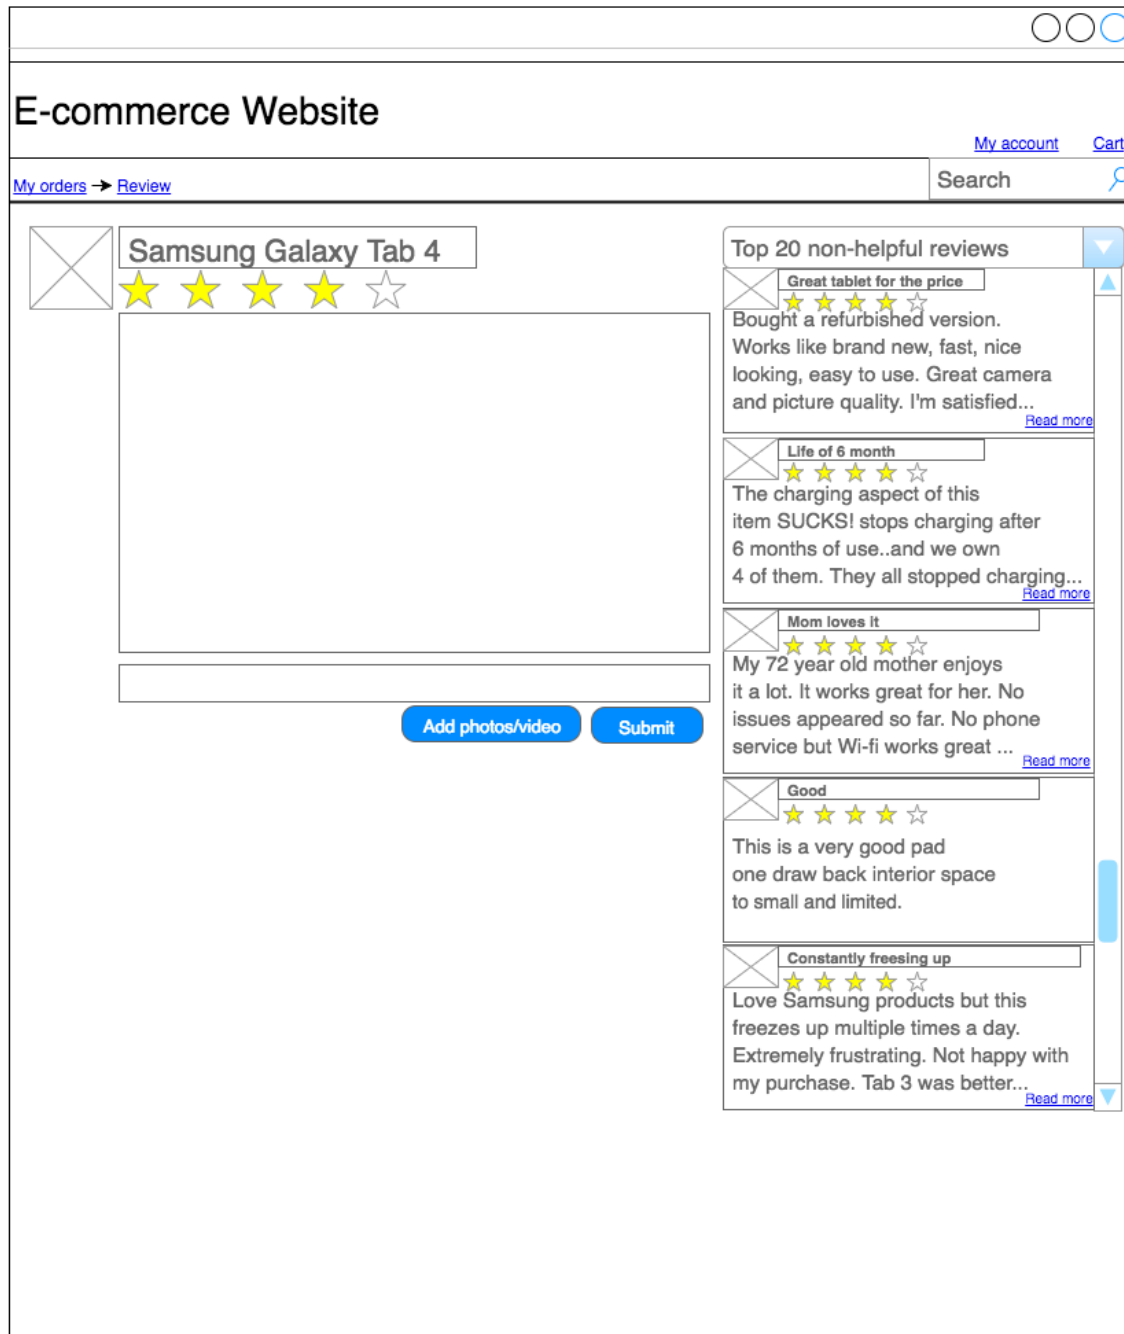 E-commerce Website
My account
Cart
My orders
Review
Search
Samsung Galaxy Tab 4
Add photos/video
Submit
Top 20 non-helpful reviews
Great tablet for the price
Bought a refurbished version.
Works like brand new, fast, nice
looking, easy to use. Great camera
and picture quality. I'm satisfied...
Read more
Life of 6 month
The charging aspect of this
item SUCKS! stops charging after
6 months of use..and we own
4 of them. They all stopped charging...
Read more
Mom loves it
My 72 year old mother enjoys
it a lot. It works great for her. No
issues appeared so far. No phone
service but Wi-fi works great ...
Read more
Good
This is a very good pad
one draw back interior space
to small and limited.
Constantly freesing up
Love Samsung products but this
freezes up multiple times a day.
Extremely frustrating. Not happy with
my purchase. Tab 3 was better...
Read more